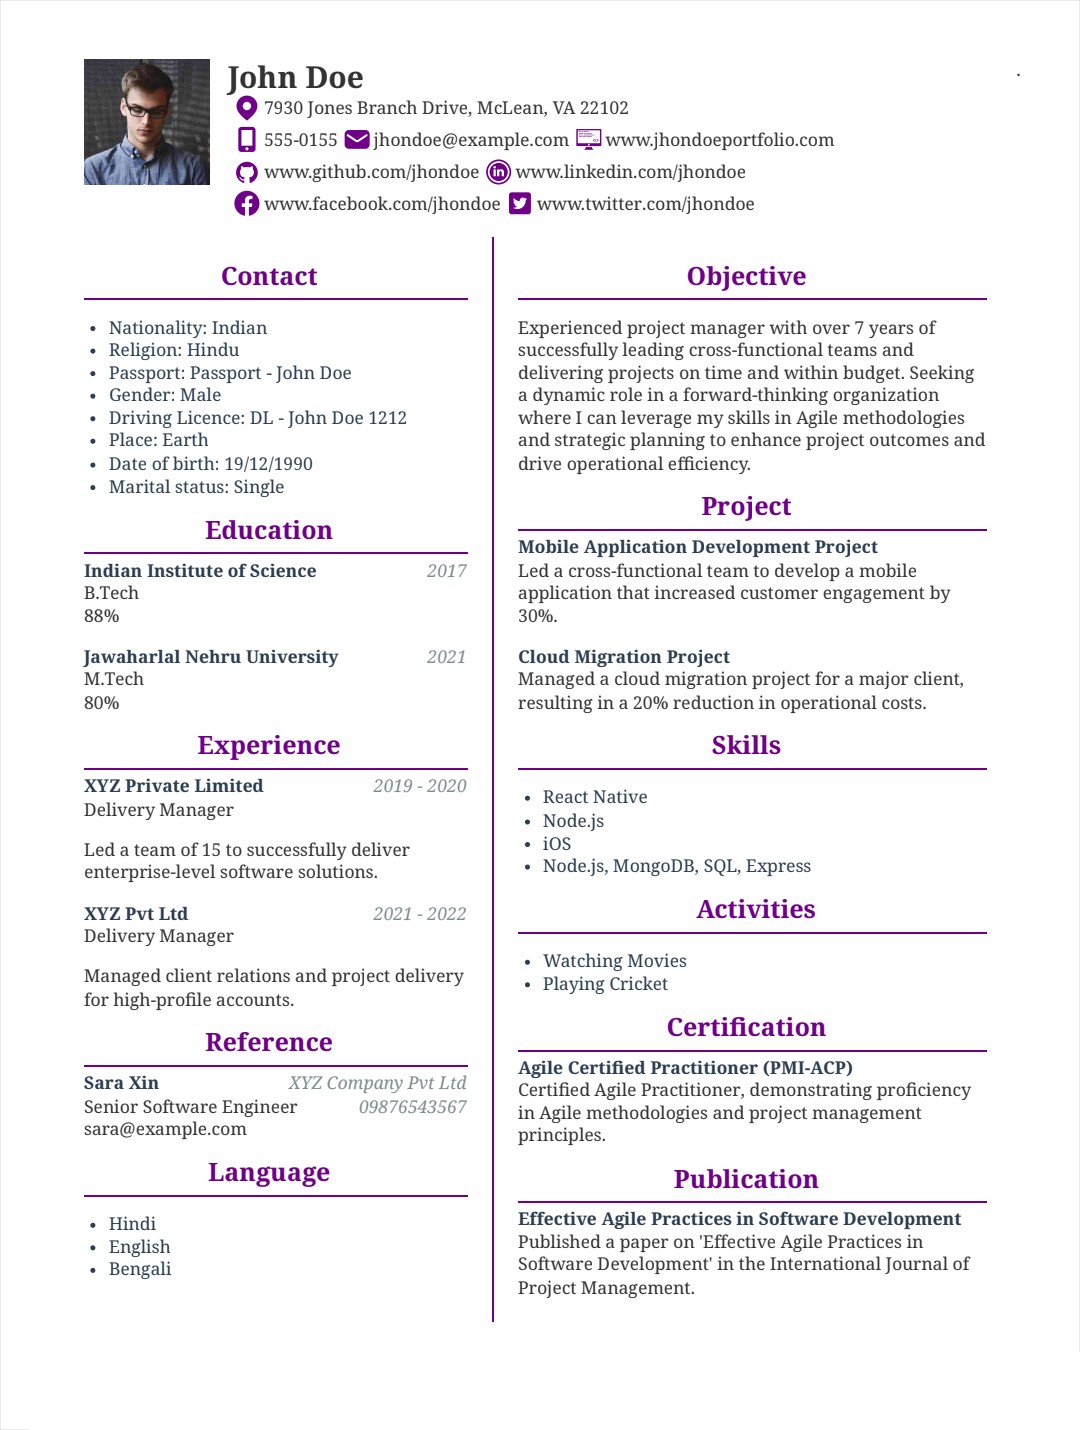 John Doe
7930 Jones Branch Drive, McLean, VA 22102
555-0155 jhondoe@example.com www.jhondoeportfolio.com
www.github.com/jhondoe www.linkedin.com/jhondoe
www.facebook.com/jhondoe www.twitter.com/jhondoe
Contact
• Nationality: Indian
• Religion: Hindu
• Passport: Passport - John Doe
• Gender: Male
• Driving Licence: DL - John Doe 1212
• Place: Earth
• Date of birth: 19/12/1990
• Marital status: Single
Education
Indian Institute of Science 2017
B.Tech
88%
Jawaharlal Nehru University 2021
M.Tech
80%
Experience
XYZ Private Limited 2019 - 2020
Delivery Manager
Led a team of 15 to successfully deliver
enterprise-level software solutions.
XYZ Pvt Ltd 2021 - 2022
Delivery Manager
Managed client relations and project delivery
for high-profile accounts.
Reference
Sara Xin XYZ Company Pvt Ltd
Senior Software Engineer 09876543567
sara@example.com
Language
• Hindi
• English
• Bengali
Objective
Experienced project manager with over 7 years of
successfully leading cross-functional teams and
delivering projects on time and within budget. Seeking
a dynamic role in a forward-thinking organization
where I can leverage my skills in Agile methodologies
and strategic planning to enhance project outcomes and
drive operational efficiency.
Project
Mobile Application Development Project
Led a cross-functional team to develop a mobile
application that increased customer engagement by
30%.
Cloud Migration Project
Managed a cloud migration project for a major client,
resulting in a 20% reduction in operational costs.
Skills
• React Native
• Node.js
• iOS
• Node.js, MongoDB, SQL, Express
Activities
• Watching Movies
• Playing Cricket
Certification
Agile Certified Practitioner (PMI-ACP)
Certified Agile Practitioner, demonstrating proficiency
in Agile methodologies and project management
principles.
Publication
Effective Agile Practices in Software Development
Published a paper on 'Effective Agile Practices in
Software Development' in the International Journal of
Project Management.